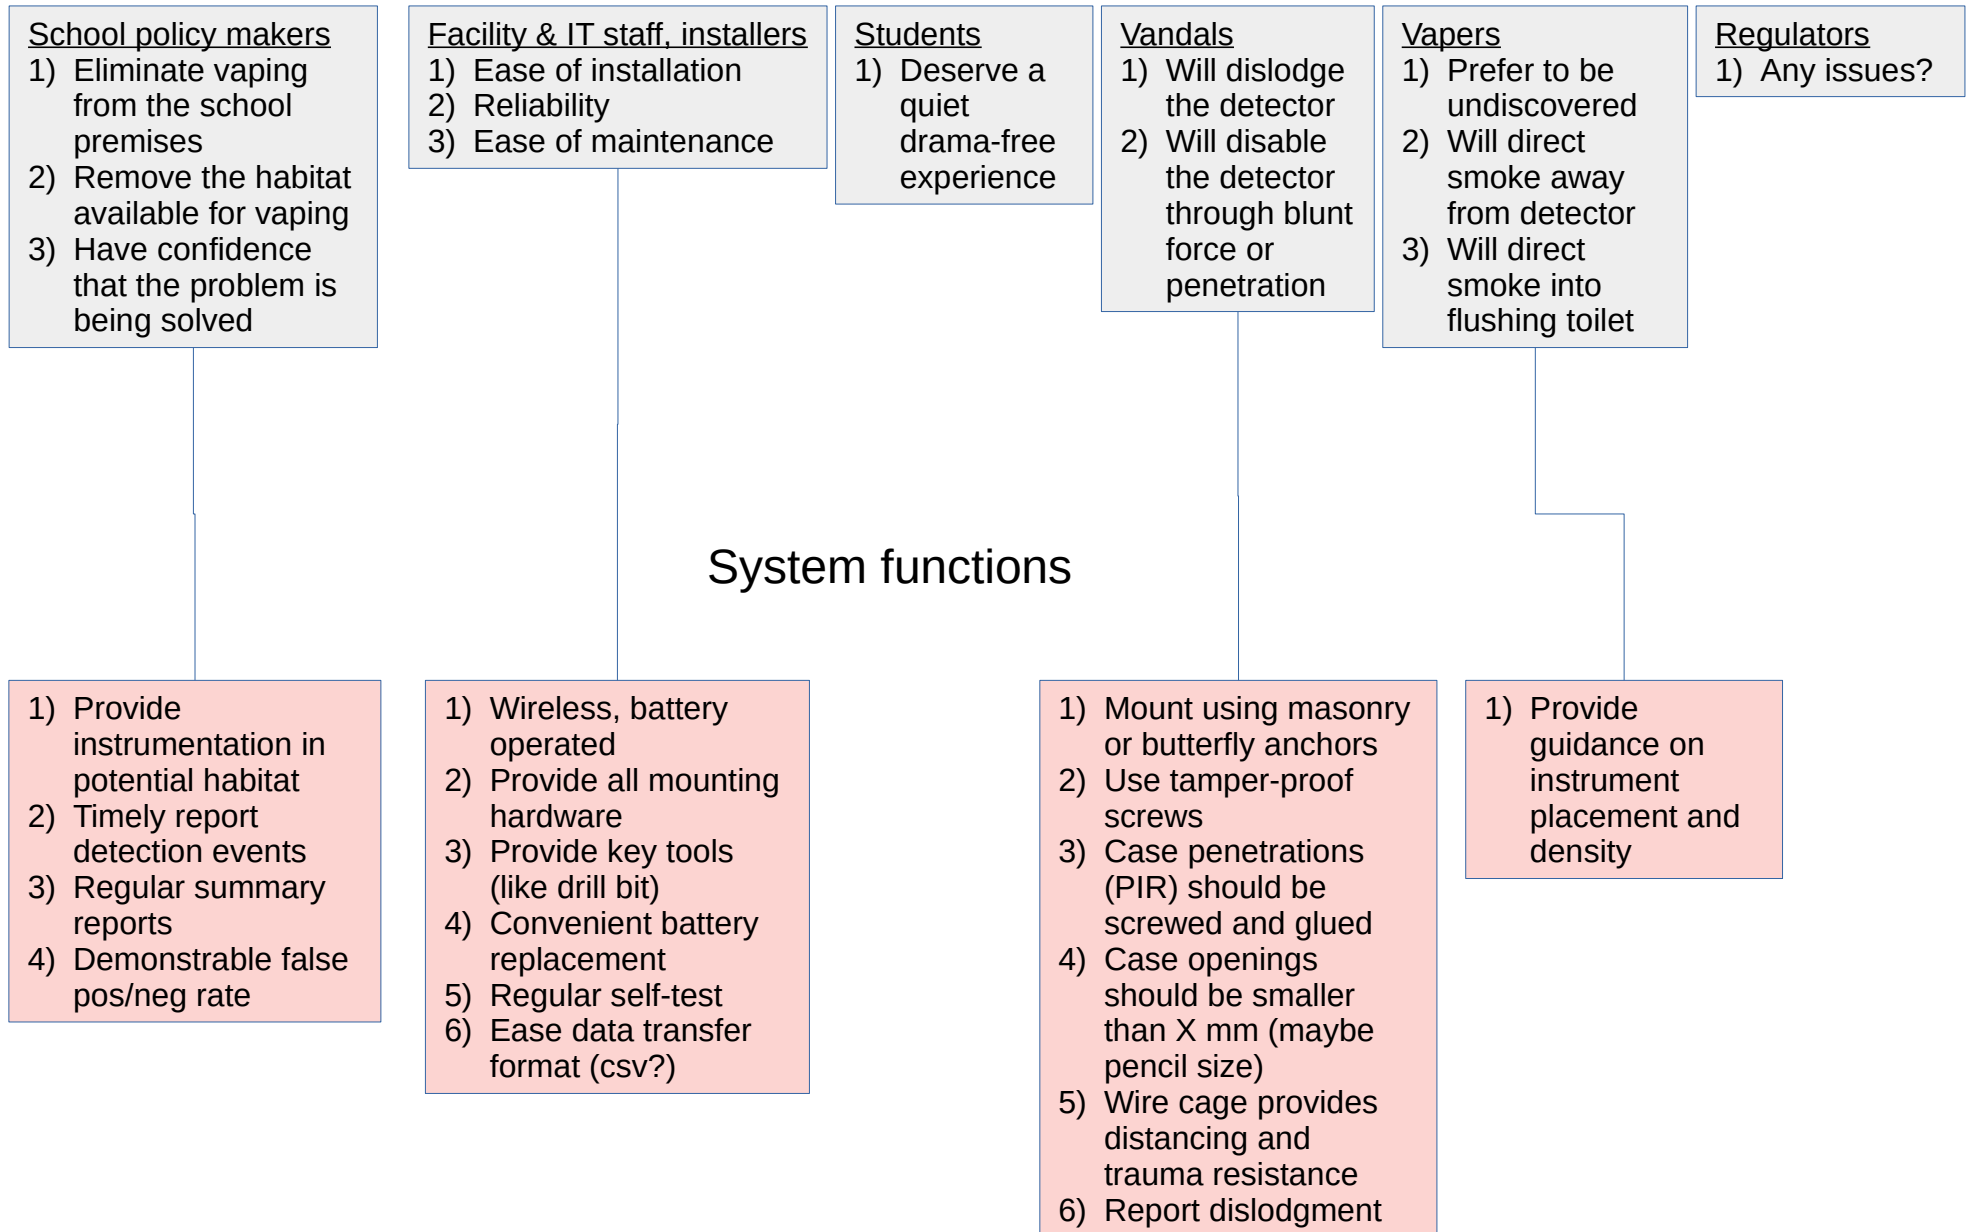 School policy makers
1) Eliminate vaping
from the school
premises
2) Remove the habitat
available for vaping
3) Have confidence
that the problem is
being solved
Facility & IT staff, installers
1) Ease of installation
2) Reliability
3) Ease of maintenance
Students
1) Deserve a
quiet
drama-free
experience
Vandals
1) Will dislodge
the detector
2) Will disable
the detector
through blunt
force or
penetration
Vapers
1) Prefer to be
undiscovered
2) Will direct
smoke away
from detector
3) Will direct
smoke into
flushing toilet
Regulators
1) Any issues?
System functions
1) Provide
instrumentation in
potential habitat
2) Timely report
detection events
3) Regular summary
reports
4) Demonstrable false
pos/neg rate
1) Wireless, battery
operated
2) Provide all mounting
hardware
3) Provide key tools
(like drill bit)
4) Convenient battery
replacement
5) Regular self-test
6) Ease data transfer
format (csv?)
1) Mount using masonry
or butterfly anchors
2) Use tamper-proof
screws
3) Case penetrations
(PIR) should be
screwed and glued
4) Case openings
should be smaller
than X mm (maybe
pencil size)
5) Wire cage provides
distancing and
trauma resistance
6) Report dislodgment
1) Provide
guidance on
instrument
placement and
density